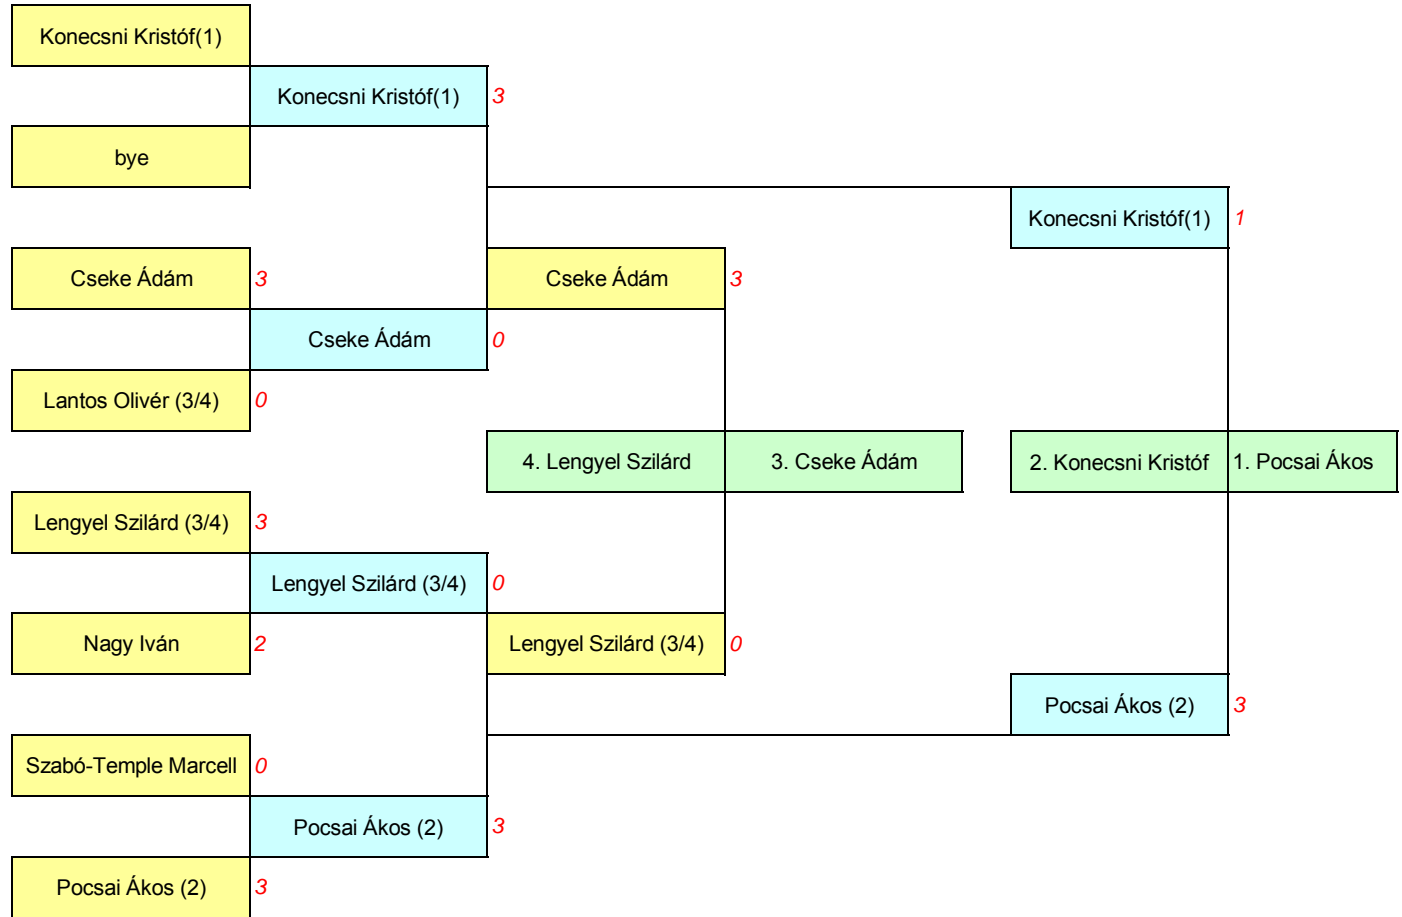 Konecsni Kristóf(1)
Konecsni Kristóf(1) 3
bye
Konecsni Kristóf(1) 1
Cseke Ádám 3 Cseke Ádám 3
Cseke Ádám 0
Lantos Olivér (3/4) 0
4. Lengyel Szilárd 3. Cseke Ádám 2. Konecsni Kristóf 1. Pocsai Ákos
Lengyel Szilárd (3/4) 3
Lengyel Szilárd (3/4) 0
Nagy Iván 2 Lengyel Szilárd (3/4) 0
Pocsai Ákos (2) 3
Szabó-Temple Marcell 0
Pocsai Ákos (2) 3
Pocsai Ákos (2) 3